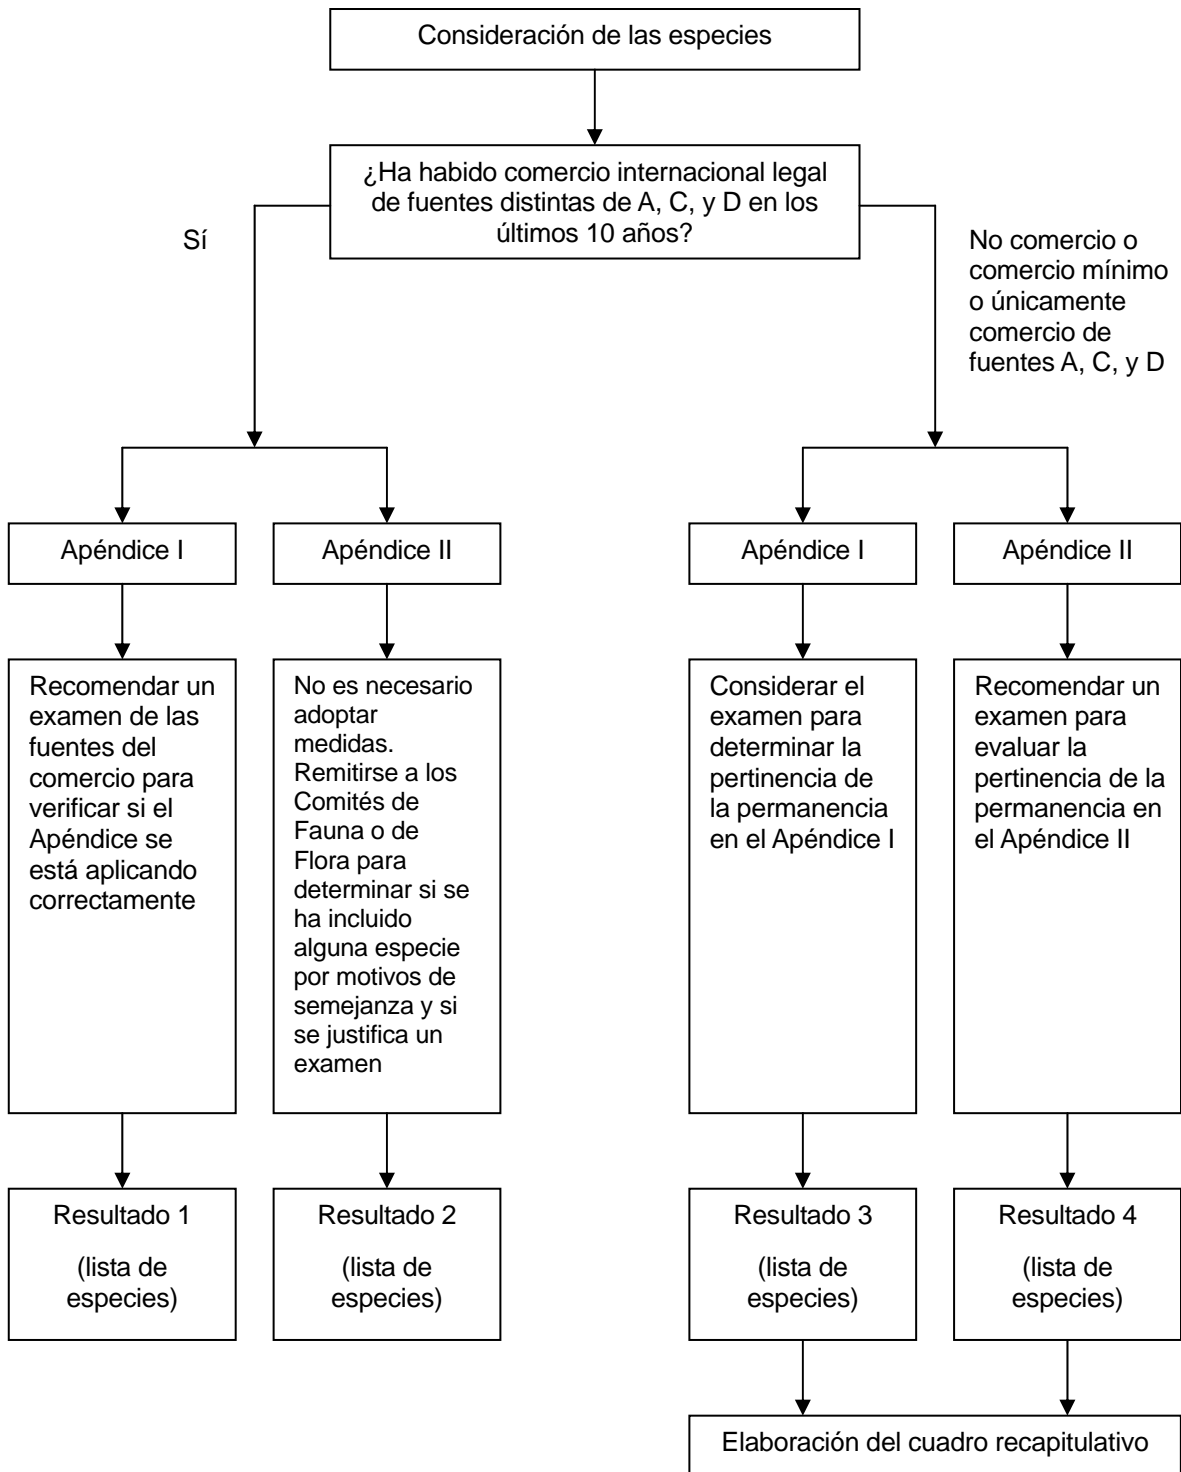 Consideración de las especies
¿Ha habido comercio internacional legal
de fuentes distintas de A, C, y D en los
últimos 10 años?
Sí
No comercio o
comercio mínimo
o únicamente
comercio de
fuentes A, C, y D
Apéndice I
Apéndice II
Apéndice I
Apéndice II
Recomendar un
examen de las
fuentes del
comercio para
verificar si el
Apéndice se
está aplicando
correctamente
No es necesario
adoptar
medidas.
Remitirse a los
Comités de
Fauna o de
Flora para
determinar si se
ha incluido
alguna especie
por motivos de
semejanza y si
se justifica un
examen
Considerar el
examen para
determinar la
pertinencia de
la permanencia
en el Apéndice I
Recomendar un
examen para
evaluar la
pertinencia de la
permanencia en
el Apéndice II
Resultado 1
(lista de
especies)
Resultado 2
(lista de
especies)
Resultado 3
(lista de
especies)
Resultado 4
(lista de
especies)
Elaboración del cuadro recapitulativo